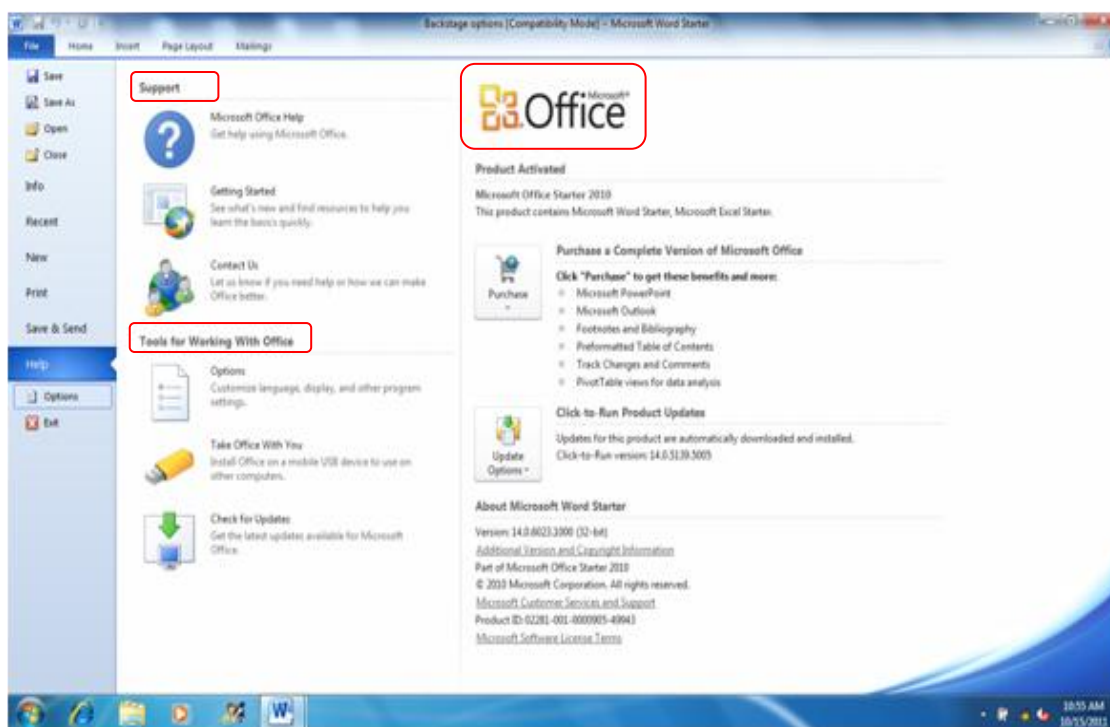 Backstage options [Compatibility Mode] - Microsoft Word Starter
File Home Insert Page Layout Mailings
Save
Save As
Open
Close
Info
Recent
New
Print
Save & Send
Help
Options
Exit
Support
Microsoft Office Help
Get help using Microsoft Office.
Getting Started
See what's new and find resources to help you
learn the basics quickly.
Contact Us
Let us know if you need help or how we can make
Office better.
Tools for Working With Office
Options
Customize language, display, and other program
settings.
Take Office With You
Install Office on a mobile USB device to use on
other computers.
Check for Updates
Get the latest updates available for Microsoft
Office.
Microsoft®
Office
Product Activated
Microsoft Office Starter 2010
This product contains Microsoft Word Starter, Microsoft Excel Starter.
Purchase
Purchase a Complete Version of Microsoft Office
Click "Purchase" to get these benefits and more:
Microsoft PowerPoint
Microsoft Outlook
Footnotes and Bibliography
Preformatted Table of Contents
Track Changes and Comments
PivotTable views for data analysis
Update
Options
Click-to-Run Product Updates
Updates for this product are automatically downloaded and installed.
Click-to-Run version: 14.0.5139.5005
About Microsoft Word Starter
Version: 14.0.6023.1000 (32-bit)
Additional Version and Copyright Information
Part of Microsoft Office Starter 2010
© 2010 Microsoft Corporation. All rights reserved.
Microsoft Customer Services and Support
Product ID: 02281-001-0000905-49943
Microsoft Software License Terms
10:55 AM